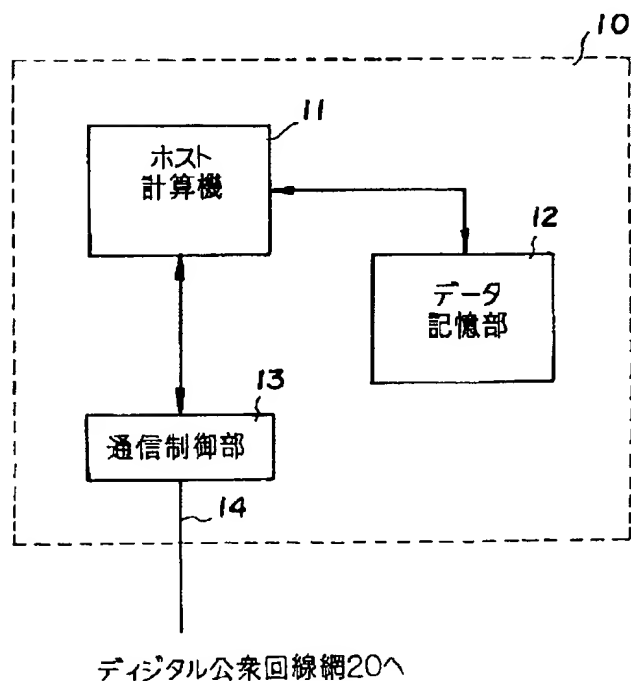 10
11
ホスト
計算機
12
データ
記憶部
13
通信制御部
14
ディジタル公衆回線網20へ